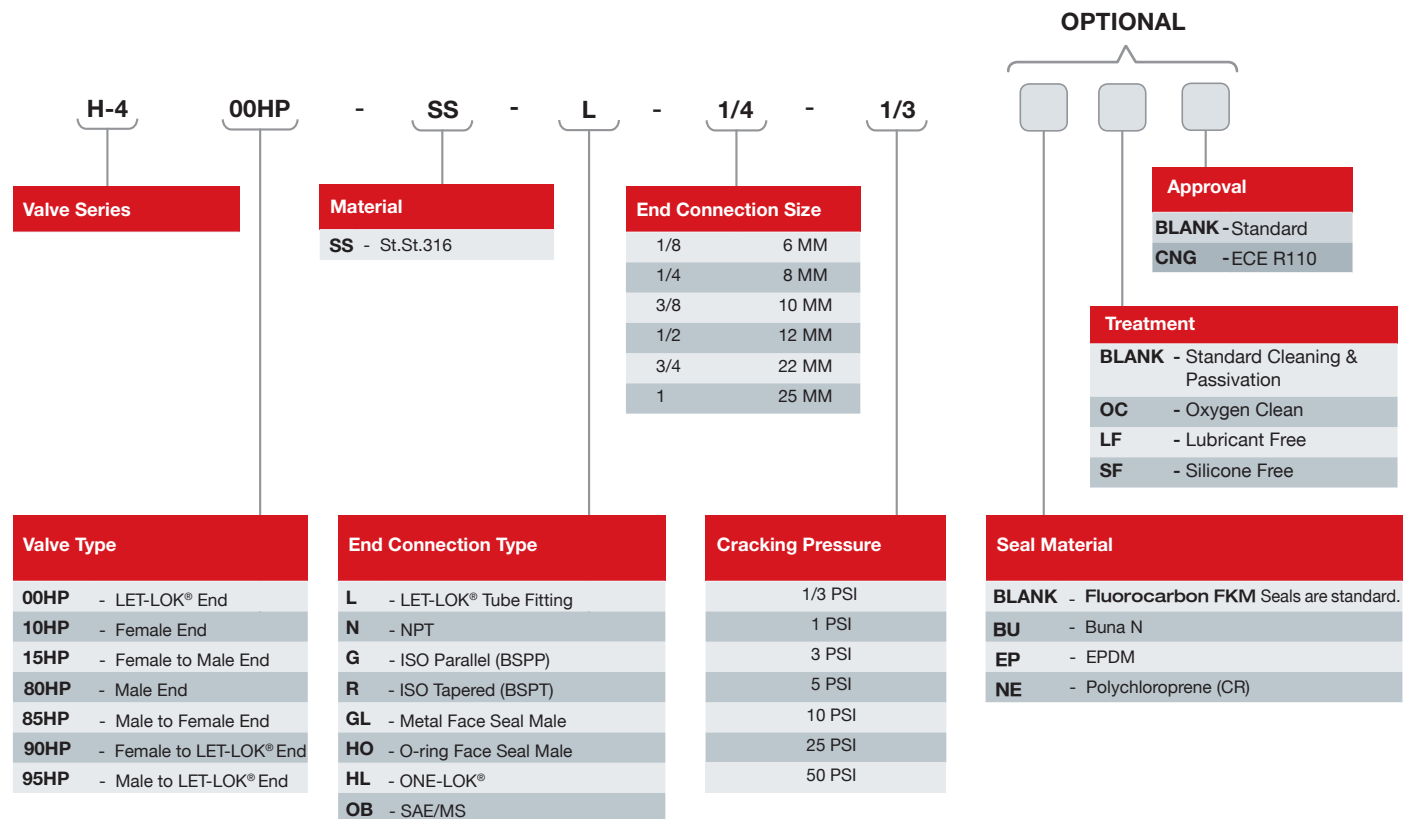 OPTIONAL
H-4 00HP - SS - L - 1/4 - 1/3
Valve Series
Material
SS - St.St.316
End Connection Size
1/8 6 MM
1/4 8 MM
3/8 10 MM
1/2 12 MM
3/4 22 MM
1 25 MM
Approval
BLANK - Standard
CNG - ECE R110
Treatment
BLANK - Standard Cleaning &
Passivation
OC - Oxygen Clean
LF - Lubricant Free
SF - Silicone Free
Valve Type
00HP - LET-LOK® End
10HP - Female End
15HP - Female to Male End
80HP - Male End
85HP - Male to Female End
90HP - Female to LET-LOK® End
95HP - Male to LET-LOK® End
End Connection Type
L - LET-LOK® Tube Fitting
N - NPT
G - ISO Parallel (BSPP)
R - ISO Tapered (BSPT)
GL - Metal Face Seal Male
HO - O-ring Face Seal Male
HL - ONE-LOK®
OB - SAE/MS
Cracking Pressure
1/3 PSI
1 PSI
3 PSI
5 PSI
10 PSI
25 PSI
50 PSI
Seal Material
BLANK - Fluorocarbon FKM Seals are standard.
BU - Buna N
EP - EPDM
NE - Polychloroprene (CR)